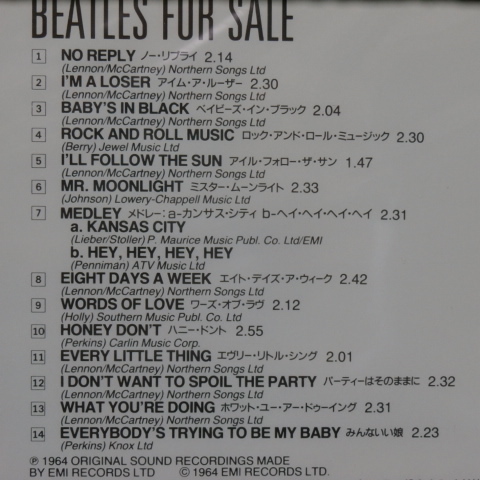 BEATLES FOR SALE
1 NO REPLY ノー・リプライ 2.14
(Lennon/McCartney) Northern Songs Ltd
2 I'M A LOSER アイム・ア・ルーザー 2.30
(Lennon/McCartney) Northern Songs Ltd
3 BABY'S IN BLACK ベイビーズ・イン・ブラック 2.04
(Lennon/McCartney) Northern Songs Ltd
4 ROCK AND ROLL MUSIC ロック・アンド・ロール・ミュージック 2.30
(Berry) Jewel Music Ltd
5 I'LL FOLLOW THE SUN アイル・フォロー・ザ・サン 1.47
(Lennon/McCartney) Northern Songs Ltd
6 MR. MOONLIGHT ミスター・ムーンライト 2.33
(Johnson) Lowery-Chappell Music Ltd
7 MEDLEY メドレー:a-カンサス・シティ b-ヘイ・ヘイ・ヘイ・ヘイ 2.31
a. KANSAS CITY
(Lieber/Stoller) P. Maurice Music Publ. Co. Ltd/EMI
b. HEY, HEY, HEY, HEY
(Penniman) ATV Music Ltd
8 EIGHT DAYS A WEEK エイト・デイズ・ア・ウィーク 2.42
(Lennon/McCartney) Northern Songs Ltd
9 WORDS OF LOVE ワーズ・オブ・ラヴ 2.12
(Holly) Southern Music Publ. Co. Ltd
10 HONEY DON'T ハニー・ドント 2.55
(Perkins) Carlin Music Corp.
11 EVERY LITTLE THING エヴリー・リトル・シング 2.01
(Lennon/McCartney) Northern Songs Ltd
12 I DON'T WANT TO SPOIL THE PARTY パーティーはそのままに 2.32
(Lennon/McCartney) Northern Songs Ltd
13 WHAT YOU'RE DOING ホワット・ユー・アー・ドゥーイング 2.31
(Lennon/McCartney) Northern Songs Ltd
14 EVERYBODY'S TRYING TO BE MY BABY みんないい娘 2.23
(Perkins) Knox Ltd
℗ 1964 ORIGINAL SOUND RECORDINGS MADE
BY EMI RECORDS LTD © 1964 EMI RECORDS LTD.